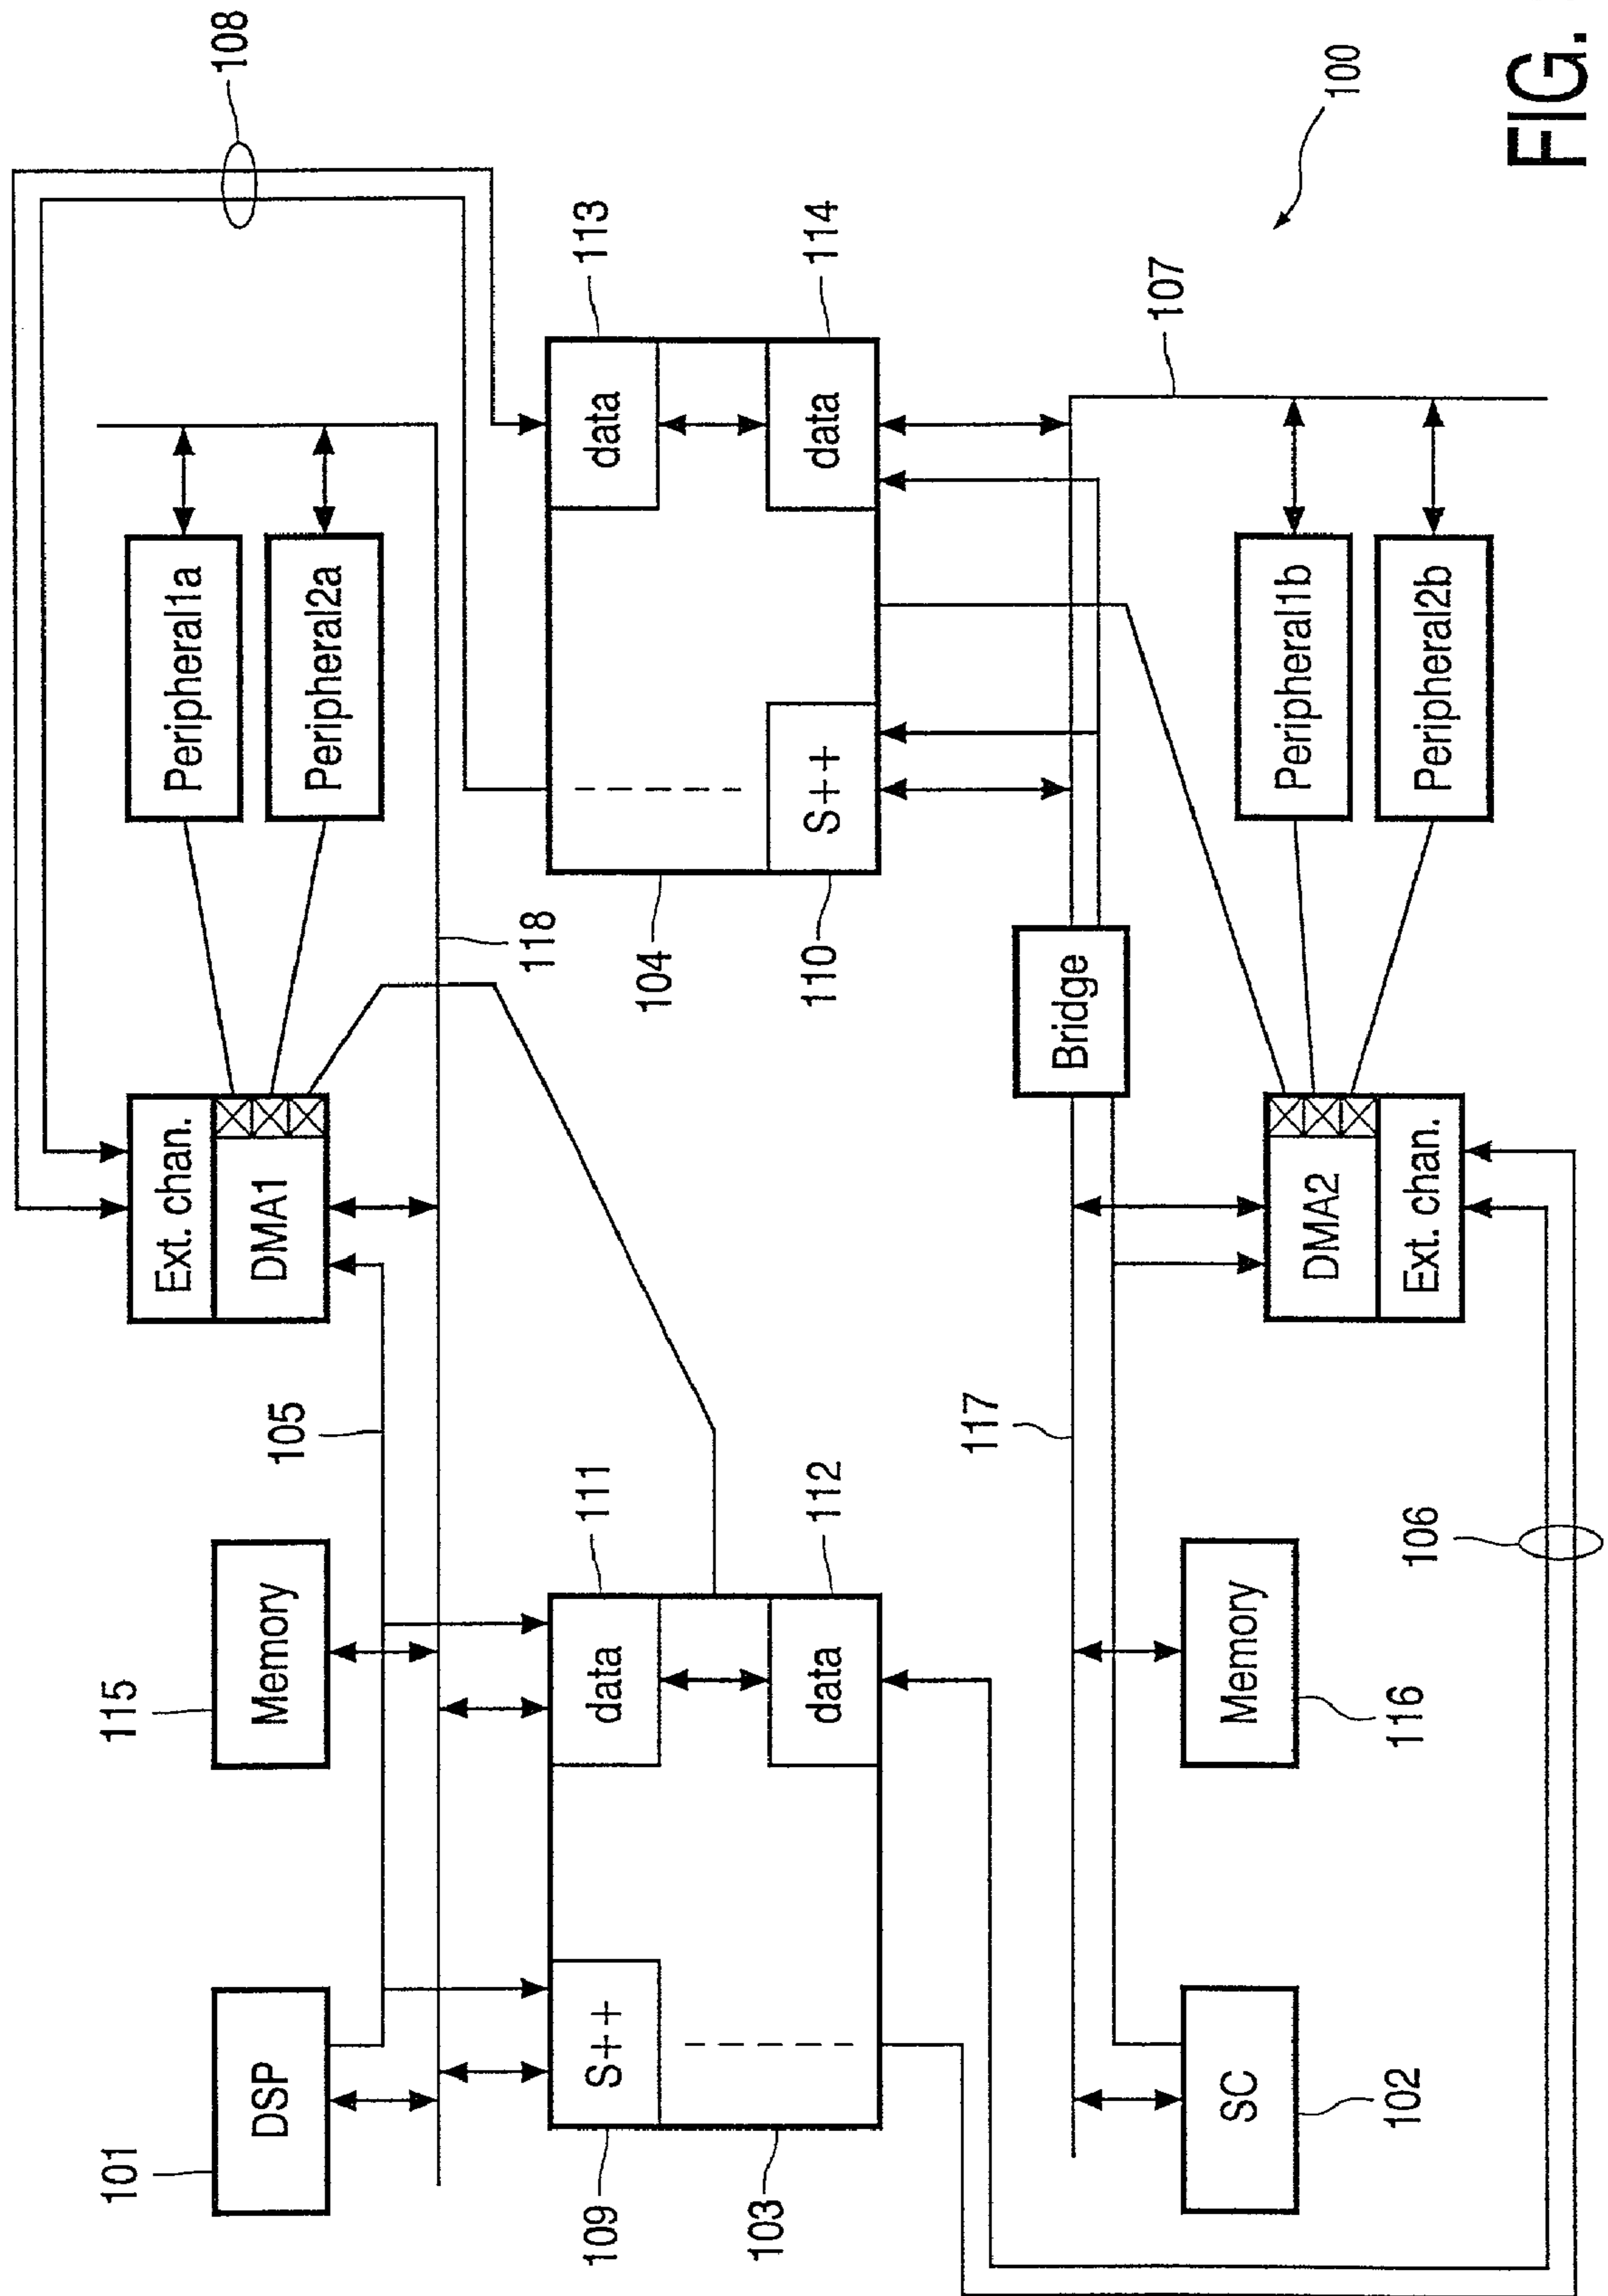 101
DSP
115
Memory
105
Ext. chan.
DMA1
Peripheral1a
Peripheral2a
108
118
109
S++
103
111
data
112
data
104
110
S++
113
data
114
data
117
Bridge
107
SC
102
Memory
116
106
DMA2
Ext. chan.
Peripheral1b
Peripheral2b
100
FIG.